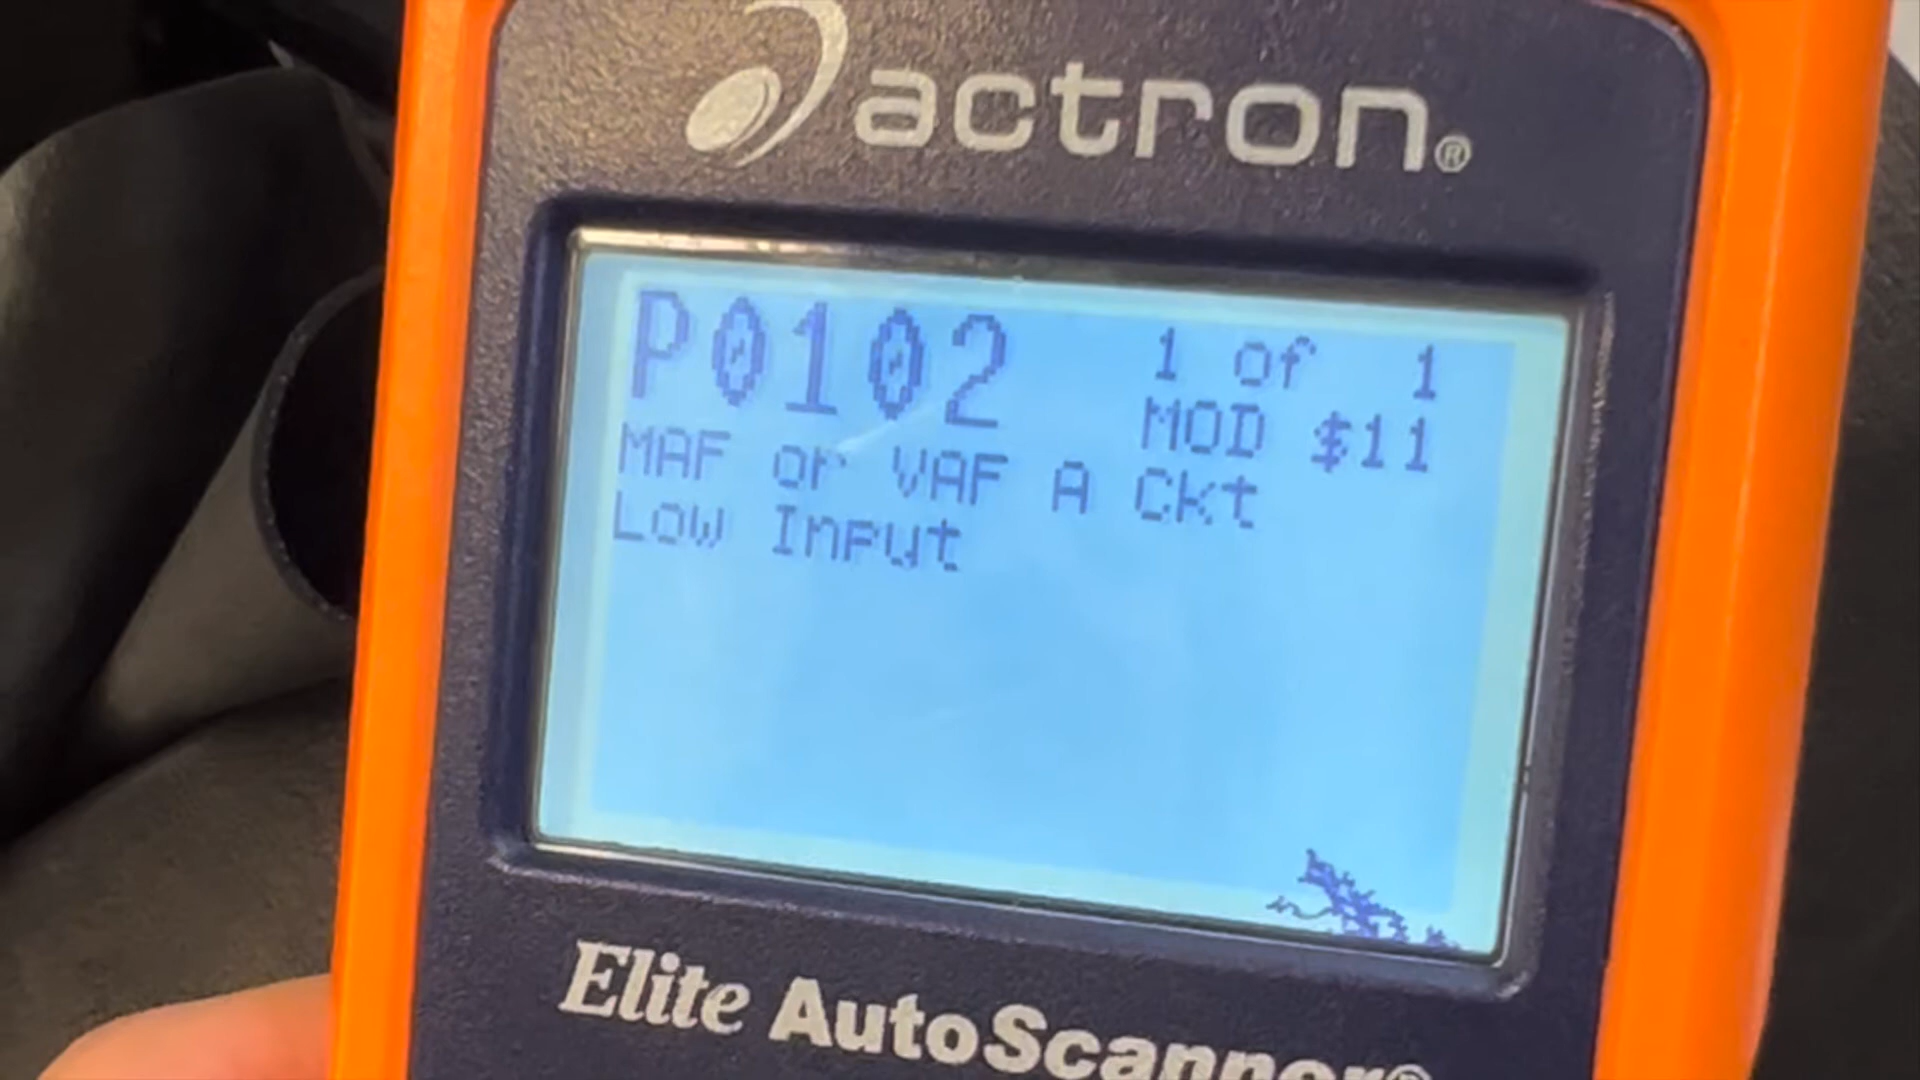 actron®
P0102 1 of 1
MOD $11
MAF or VAF A Ckt
Low Input
Elite AutoScanner®